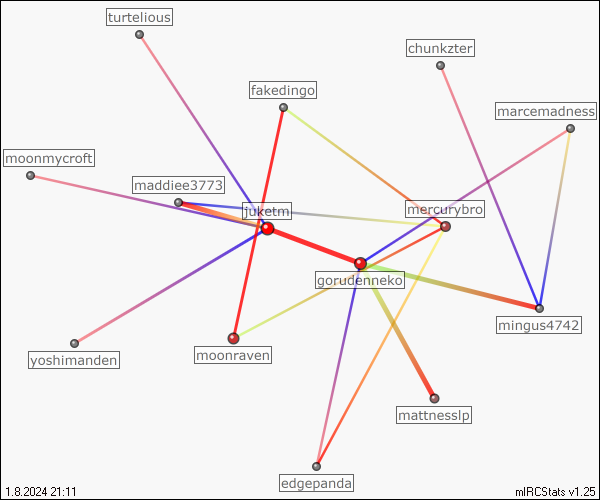 turtelious
chunkzter
fakedingo
marcemadness
moonmycroft
maddiee3773
juketm
mercurybro
gorudenneko
mingus4742
moonraven
yoshimanden
mattnesslp
edgepanda
1.8.2024 21:11
mIRCStats v1.25